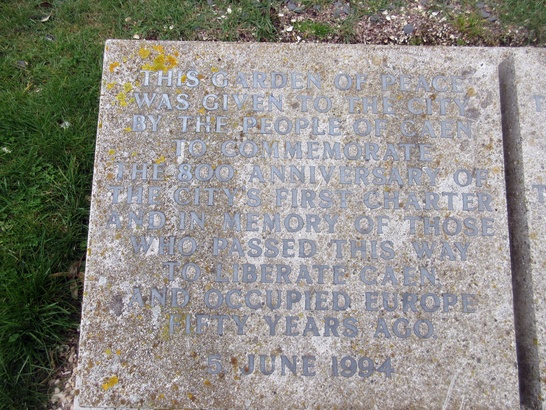 THIS GARDEN OF PEACE
WAS GIVEN TO THE CITY
BY THE PEOPLE OF CAEN
TO COMMEMORATE
THE 800 ANNIVERSARY OF
THE CITY'S FIRST CHARTER
AND IN MEMORY OF THOSE
WHO PASSED THIS WAY
TO LIBERATE CAEN
AND OCCUPIED EUROPE
FIFTY YEARS AGO.
5 JUNE 1994